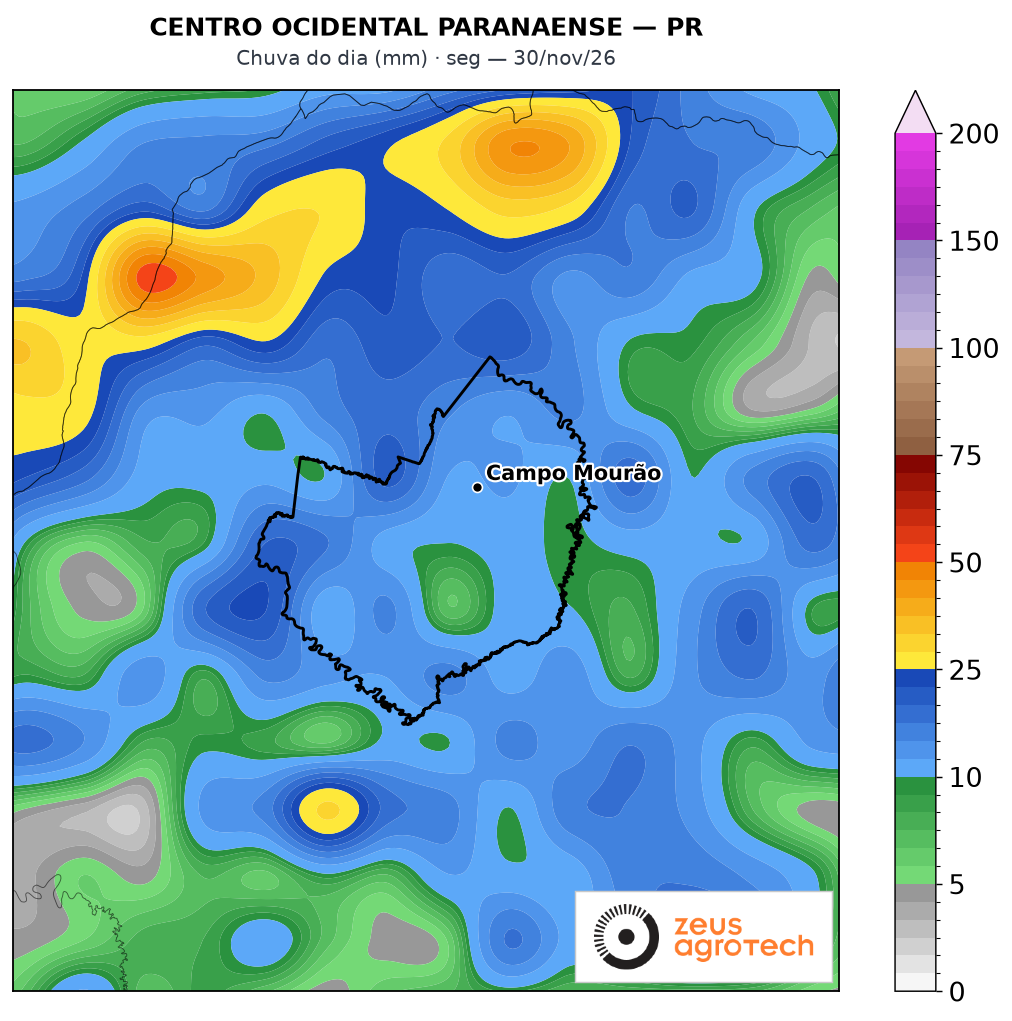 CENTRO OCIDENTAL PARANAENSE — PR
Chuva do dia (mm) · seg — 30/nov/26
200
150
100
75
50
25
10
5
0
Campo Mourão
zeus
agrotech